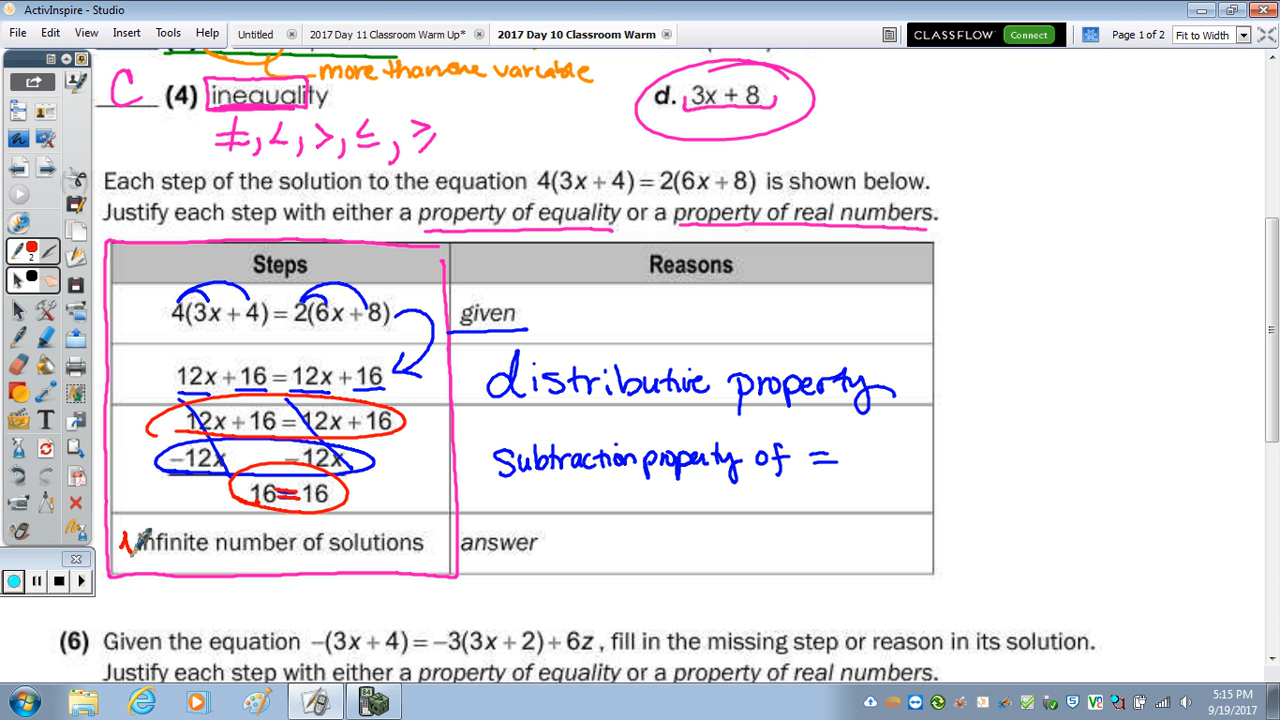 ActivInspire - Studio
File Edit View Insert Tools Help Untitled 2017 Day 11 Classroom Warm Up* 2017 Day 10 Classroom Warm CLASSFLOW Connect Page 1 of 2 Fit to Width
more than one variable
C (4) inequality d. 3x + 8
≠, <, >, ≤, ≥
Each step of the solution to the equation 4(3x + 4) = 2(6x + 8) is shown below.
Justify each step with either a property of equality or a property of real numbers.
Steps Reasons
4(3x + 4) = 2(6x + 8) given
12x + 16 = 12x + 16 distributive property
12x + 16 = 12x + 16
−12x −12x Subtraction property of =
16 = 16
infinite number of solutions answer
(6) Given the equation −(3x + 4) = −3(3x + 2) + 6z , fill in the missing step or reason in its solution.
Justify each step with either a property of equality or a property of real numbers.
5:15 PM
9/19/2017